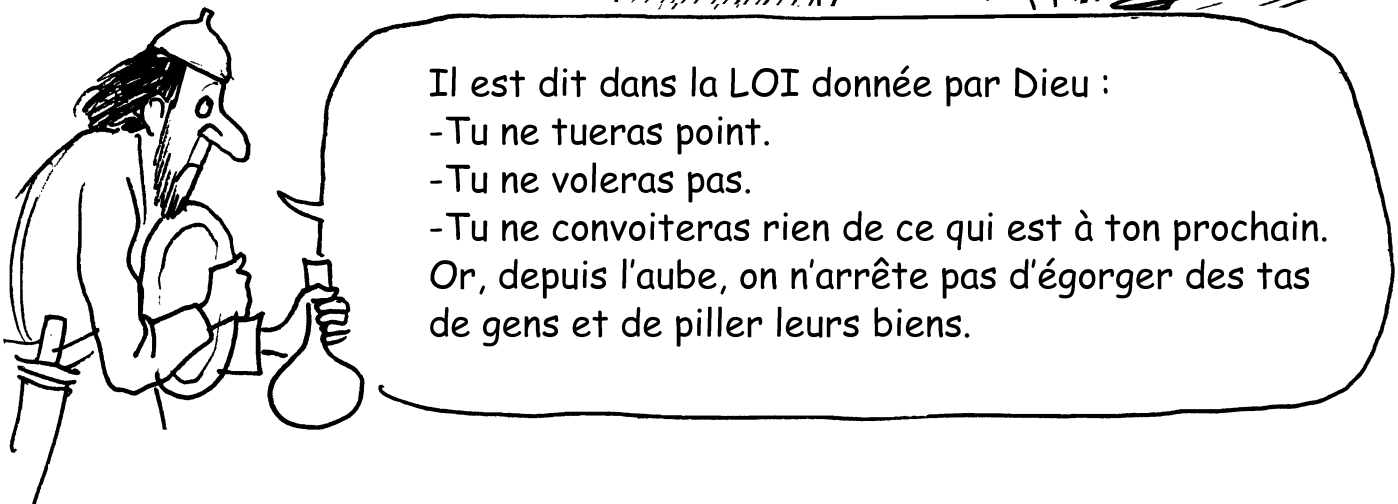 Il est dit dans la LOI donnée par Dieu :
-Tu ne tueras point.
-Tu ne voleras pas.
-Tu ne convoiteras rien de ce qui est à ton prochain.
Or, depuis l'aube, on n'arrête pas d'égorger des tas
de gens et de piller leurs biens.